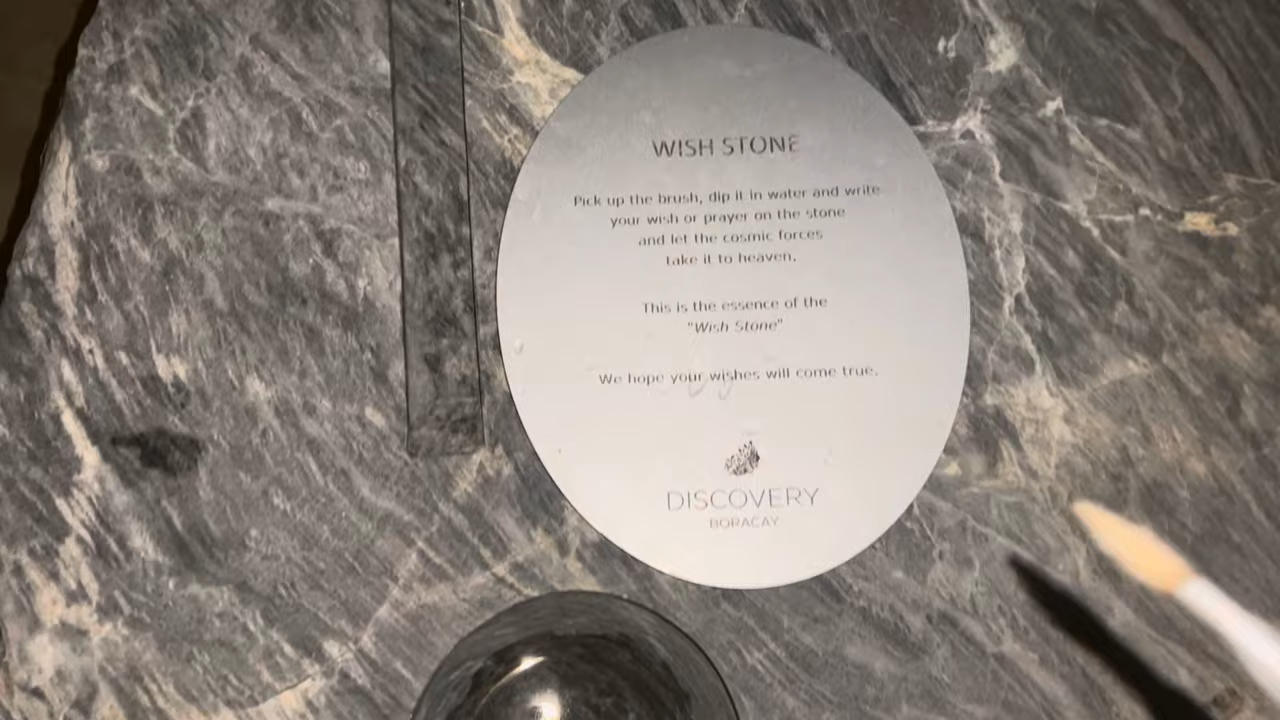 WISH STONE
Pick up the brush, dip it in water and write
your wish or prayer on the stone
and let the cosmic forces
take it to heaven.
This is the essence of the
"Wish Stone"
We hope your wishes will come true.
DISCOVERY
BORACAY